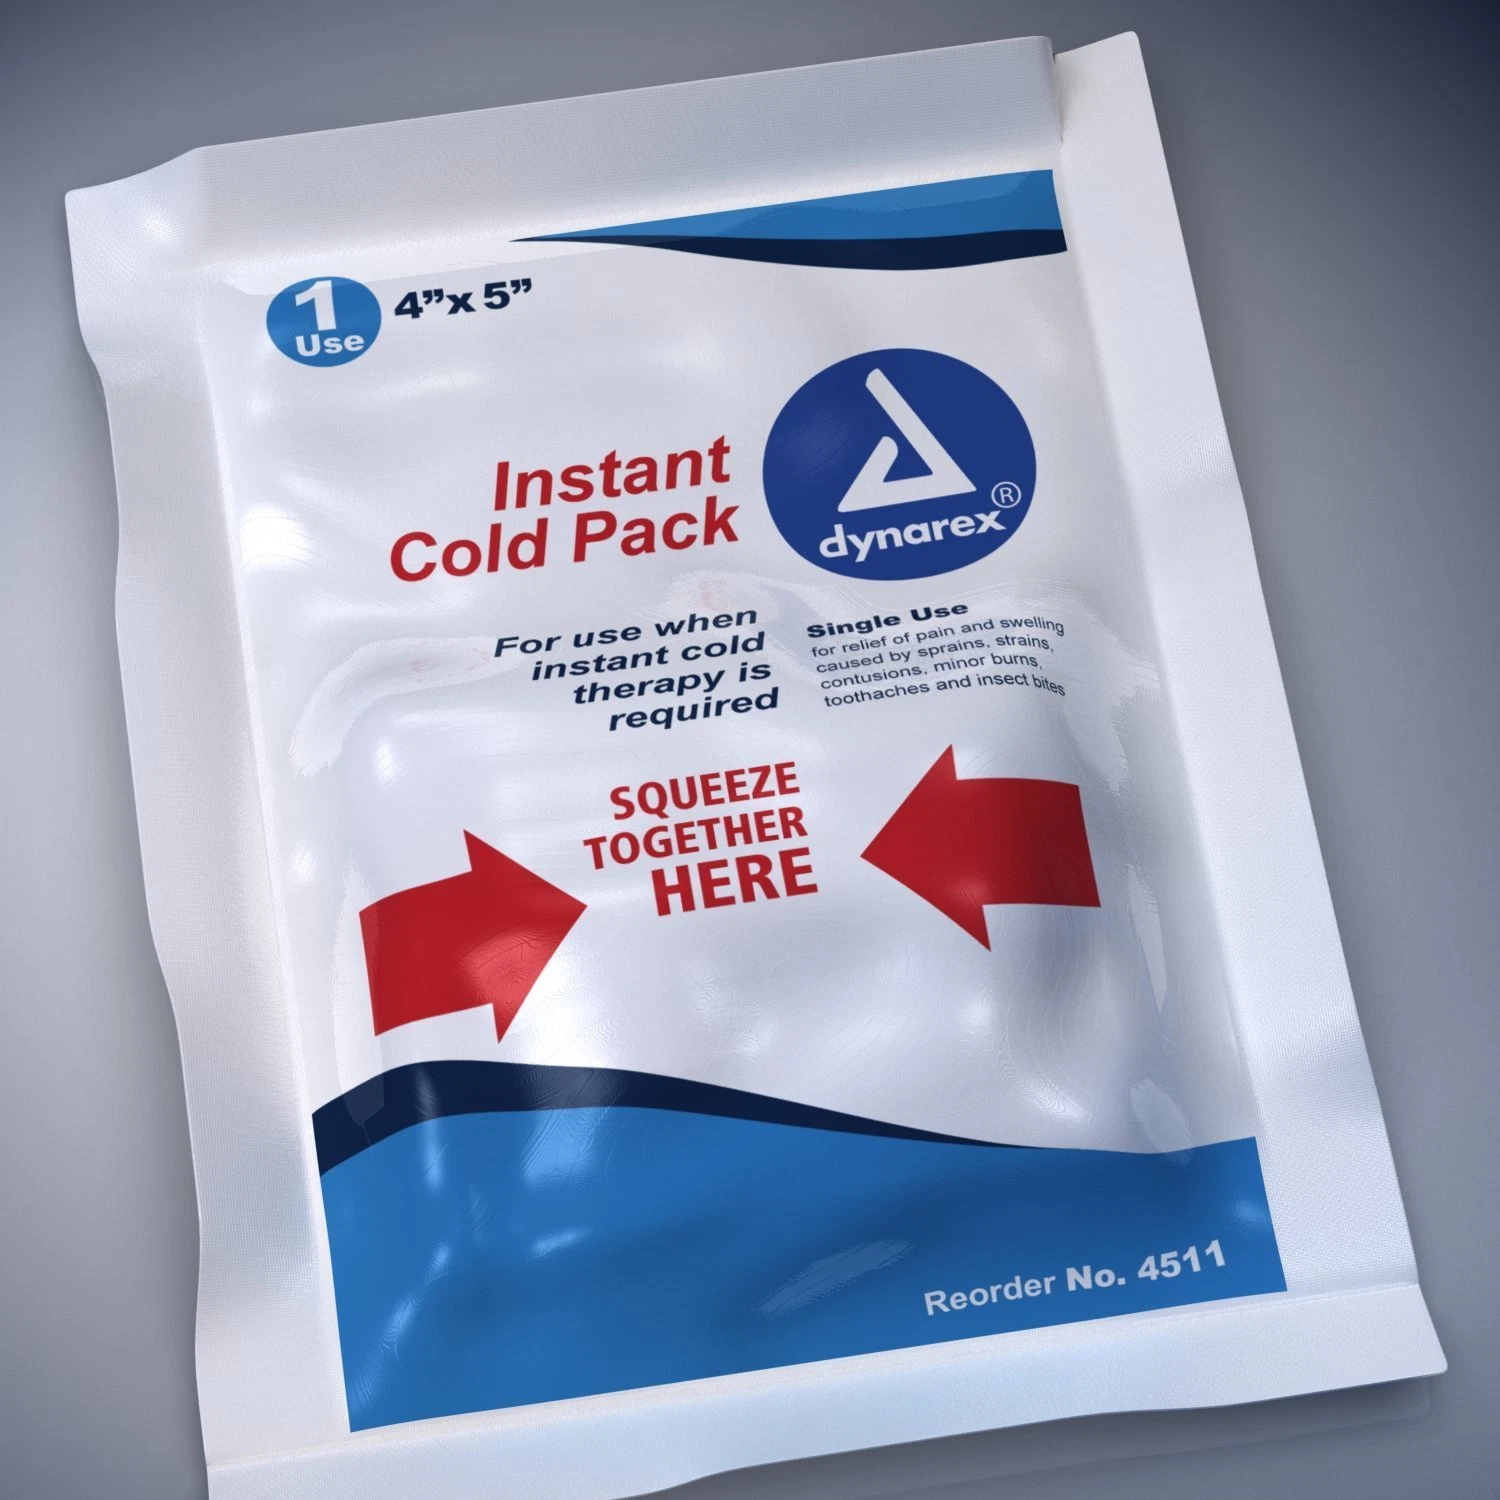 1
Use
4”x 5”
Instant
Cold Pack
dynarex®
For use when
instant cold
therapy is
required
Single Use
for relief of pain and swelling
caused by sprains, strains,
contusions, minor burns,
toothaches and insect bites
SQUEEZE
TOGETHER
HERE
Reorder No. 4511